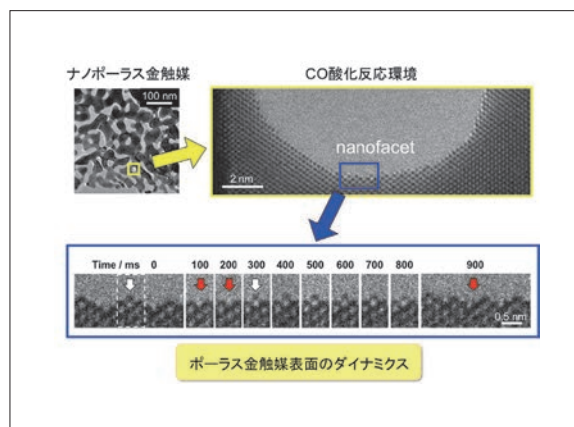 ナノポーラス金触媒
CO酸化反応環境
100 nm
nanofacet
2 nm
Time / ms 0 100 200 300 400 500 600 700 800 900
0.5 nm
ポーラス金触媒表面のダイナミクス